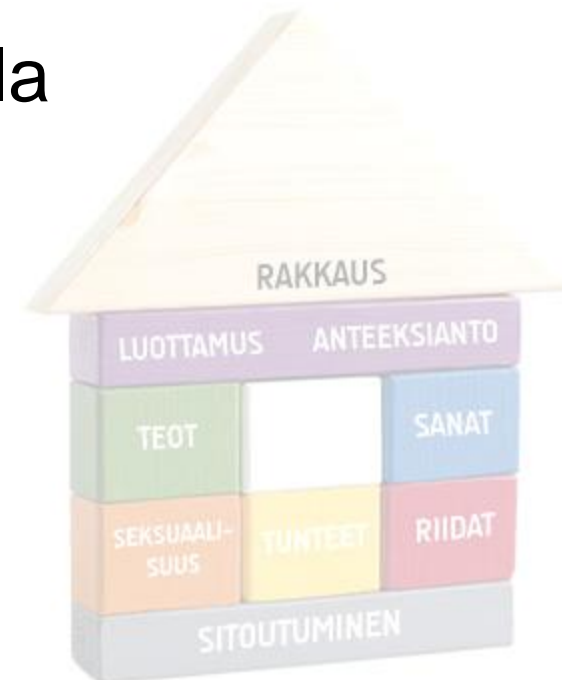 la
RAKKAUS
LUOTTAMUS ANTEEKSIANTO
TEOT
SANAT
SEKSUAALI-
SUUS
TUNTEET
RIIDAT
SITOUTUMINEN